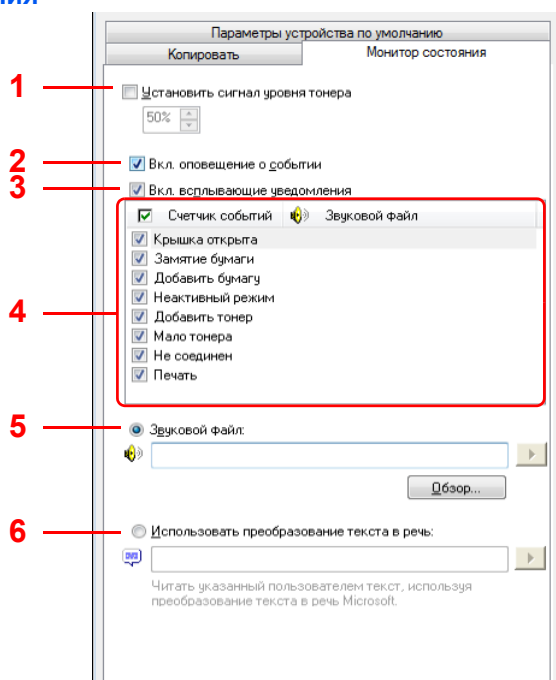 Параметры устройства по умолчанию
Копировать
Монитор состояния
1
Установить сигнал уровня тонера
50%
2
Вкл. оповещение о событии
3
Вкл. всплывающие уведомления
Счетчик событий Звуковой файл
Крышка открыта
Замятие бумаги
Добавить бумагу
Неактивный режим
4
Добавить тонер
Мало тонера
Не соединен
Печать
5
Звуковой файл:
Обзор...
6
Использовать преобразование текста в речь:
Читать указанный пользователем текст, используя
преобразование текста в речь Microsoft.